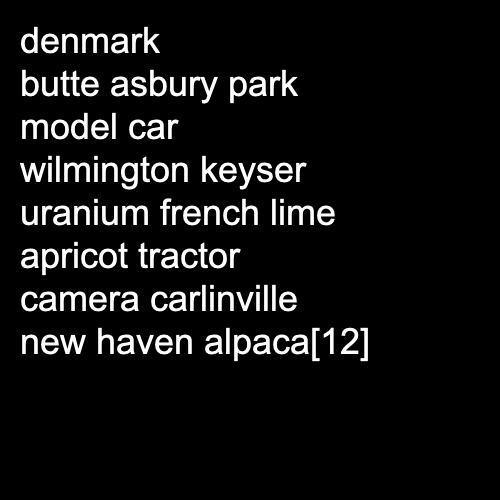 denmark
butte asbury park
model car
wilmington keyser
uranium french lime
apricot tractor
camera carlinville
new haven alpaca[12]